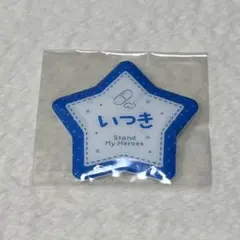 いつき
Stand
My Heroes